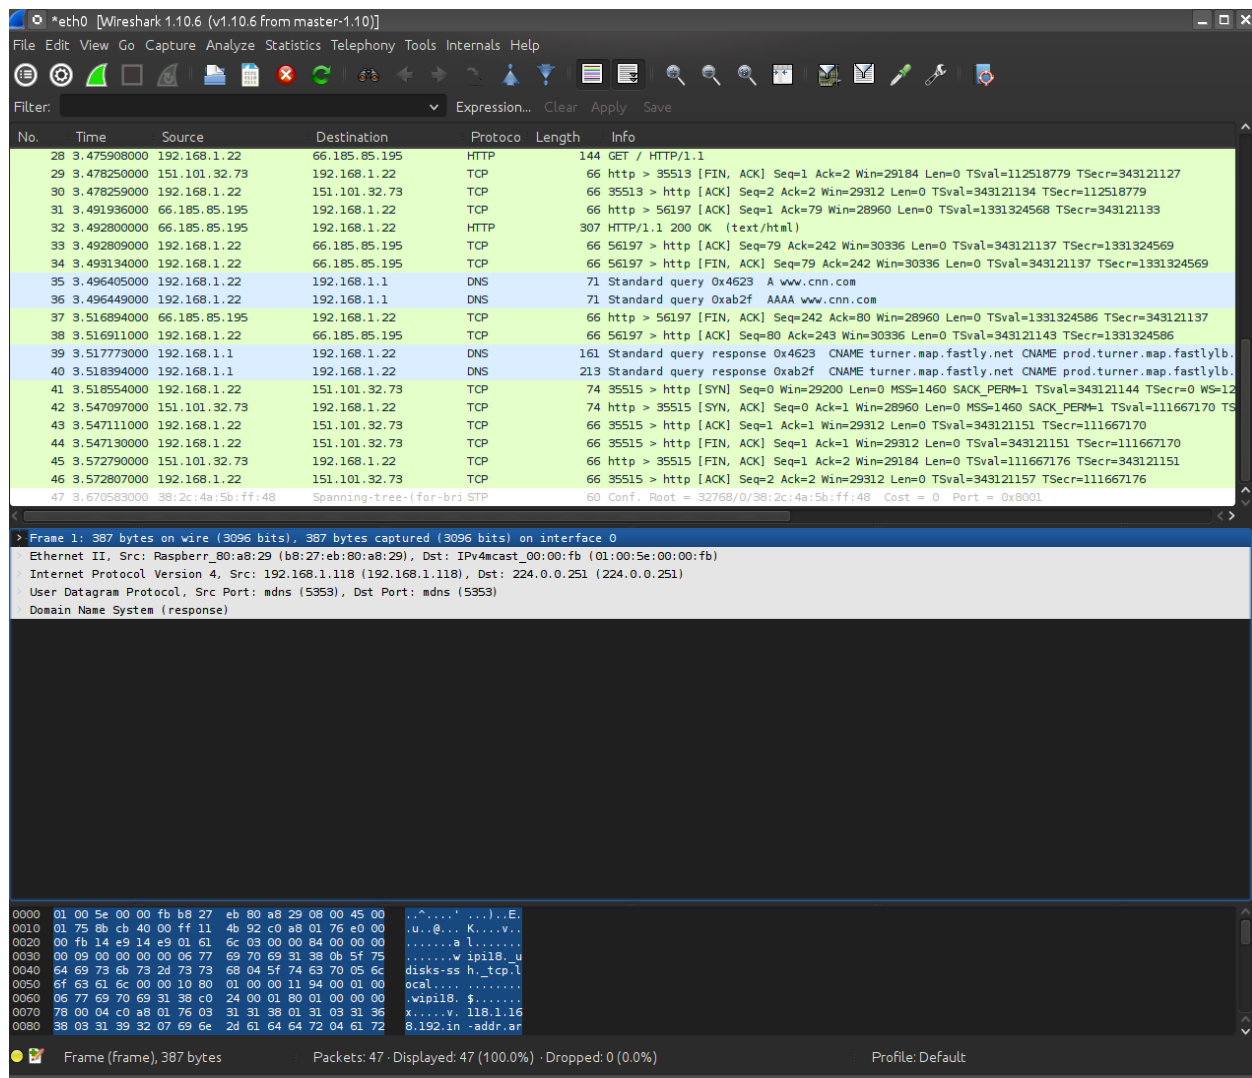 *eth0 [Wireshark 1.10.6 (v1.10.6 from master-1.10)]
File Edit View Go Capture Analyze Statistics Telephony Tools Internals Help
Filter: Expression... Clear Apply Save
No. Time Source Destination Protoco Length Info
28 3.475908000 192.168.1.22 66.185.85.195 HTTP 144 GET / HTTP/1.1
29 3.478250000 151.101.32.73 192.168.1.22 TCP 66 http > 35513 [FIN, ACK] Seq=1 Ack=2 Win=29184 Len=0 TSval=112518779 TSecr=343121127
30 3.478259000 192.168.1.22 151.101.32.73 TCP 66 35513 > http [ACK] Seq=2 Ack=2 Win=29312 Len=0 TSval=343121134 TSecr=112518779
31 3.491936000 66.185.85.195 192.168.1.22 TCP 66 http > 56197 [ACK] Seq=1 Ack=79 Win=28960 Len=0 TSval=1331324568 TSecr=343121133
32 3.492800000 66.185.85.195 192.168.1.22 HTTP 307 HTTP/1.1 200 OK (text/html)
33 3.492809000 192.168.1.22 66.185.85.195 TCP 66 56197 > http [ACK] Seq=79 Ack=242 Win=30336 Len=0 TSval=343121137 TSecr=1331324569
34 3.493134000 192.168.1.22 66.185.85.195 TCP 66 56197 > http [FIN, ACK] Seq=79 Ack=242 Win=30336 Len=0 TSval=343121137 TSecr=1331324569
35 3.496405000 192.168.1.22 192.168.1.1 DNS 71 Standard query 0x4623 A www.cnn.com
36 3.496449000 192.168.1.22 192.168.1.1 DNS 71 Standard query 0xab2f AAAA www.cnn.com
37 3.516894000 66.185.85.195 192.168.1.22 TCP 66 http > 56197 [FIN, ACK] Seq=242 Ack=80 Win=28960 Len=0 TSval=1331324586 TSecr=343121137
38 3.516911000 192.168.1.22 66.185.85.195 TCP 66 56197 > http [ACK] Seq=80 Ack=243 Win=30336 Len=0 TSval=343121143 TSecr=1331324586
39 3.517773000 192.168.1.1 192.168.1.22 DNS 161 Standard query response 0x4623 CNAME turner.map.fastly.net CNAME prod.turner.map.fastlylb.
40 3.518394000 192.168.1.1 192.168.1.22 DNS 213 Standard query response 0xab2f CNAME turner.map.fastly.net CNAME prod.turner.map.fastlylb.
41 3.518554000 192.168.1.22 151.101.32.73 TCP 74 35515 > http [SYN] Seq=0 Win=29200 Len=0 MSS=1460 SACK_PERM=1 TSval=343121144 TSecr=0 WS=12
42 3.547097000 151.101.32.73 192.168.1.22 TCP 74 http > 35515 [SYN, ACK] Seq=0 Ack=1 Win=28960 Len=0 MSS=1460 SACK_PERM=1 TSval=111667170 TS
43 3.547111000 192.168.1.22 151.101.32.73 TCP 66 35515 > http [ACK] Seq=1 Ack=1 Win=29312 Len=0 TSval=343121151 TSecr=111667170
44 3.547130000 192.168.1.22 151.101.32.73 TCP 66 35515 > http [FIN, ACK] Seq=1 Ack=1 Win=29312 Len=0 TSval=343121151 TSecr=111667170
45 3.572790000 151.101.32.73 192.168.1.22 TCP 66 http > 35515 [FIN, ACK] Seq=1 Ack=2 Win=29184 Len=0 TSval=111667176 TSecr=343121151
46 3.572807000 192.168.1.22 151.101.32.73 TCP 66 35515 > http [ACK] Seq=2 Ack=2 Win=29312 Len=0 TSval=343121157 TSecr=111667176
47 3.670583000 38:2c:4a:5b:ff:48 Spanning-tree-(for-bri STP 60 Conf. Root = 32768/0/38:2c:4a:5b:ff:48 Cost = 0 Port = 0x8001
Frame 1: 387 bytes on wire (3096 bits), 387 bytes captured (3096 bits) on interface 0
Ethernet II, Src: Raspberr_80:a8:29 (b8:27:eb:80:a8:29), Dst: IPv4mcast_00:00:fb (01:00:5e:00:00:fb)
Internet Protocol Version 4, Src: 192.168.1.118 (192.168.1.118), Dst: 224.0.0.251 (224.0.0.251)
User Datagram Protocol, Src Port: mdns (5353), Dst Port: mdns (5353)
Domain Name System (response)
0000 01 00 5e 00 00 fb b8 27 eb 80 a8 29 08 00 45 00 ..^....' ...)..E.
0010 01 75 8b cb 40 00 ff 11 4b 92 c0 a8 01 76 e0 00 .u..@... K....v..
0020 00 fb 14 e9 14 e9 01 61 6c 03 00 00 84 00 00 00 .......a l.......
0030 00 09 00 00 00 00 06 77 69 70 69 31 38 0b 5f 75 .......w ipi18._u
0040 64 69 73 6b 73 2d 73 73 68 04 5f 74 63 70 05 6c disks-ss h._tcp.l
0050 6f 63 61 6c 00 00 10 80 01 00 00 11 94 00 01 00 ocal.... ........
0060 06 77 69 70 69 31 38 c0 24 00 01 80 01 00 00 00 .wipi18. $.......
0070 78 00 04 c0 a8 01 76 03 31 31 38 01 31 03 31 36 x.....v. 118.1.16
0080 38 03 31 39 32 07 69 6e 2d 61 64 64 72 04 61 72 8.192.in -addr.ar
Frame (frame), 387 bytes Packets: 47 · Displayed: 47 (100.0%) · Dropped: 0 (0.0%) Profile: Default